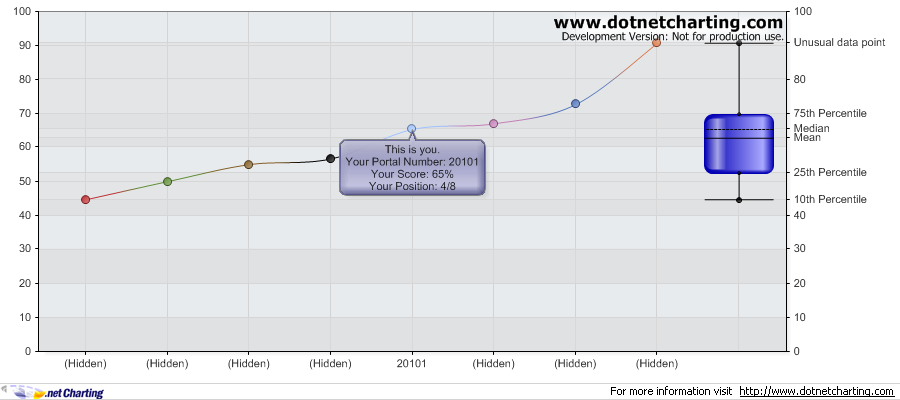 www.dotnetcharting.com
Development Version: Not for production use.
100
90
80
70
60
50
40
30
20
10
0
This is you.
Your Portal Number: 20101
Your Score: 65%
Your Position: 4/8
100
Unusual data point
80
75th Percentile
Median
Mean
25th Percentile
10th Percentile
40
30
20
10
0
(Hidden)
(Hidden)
(Hidden)
(Hidden)
20101
(Hidden)
(Hidden)
(Hidden)
.net Charting
For more information visit http://www.dotnetcharting.com